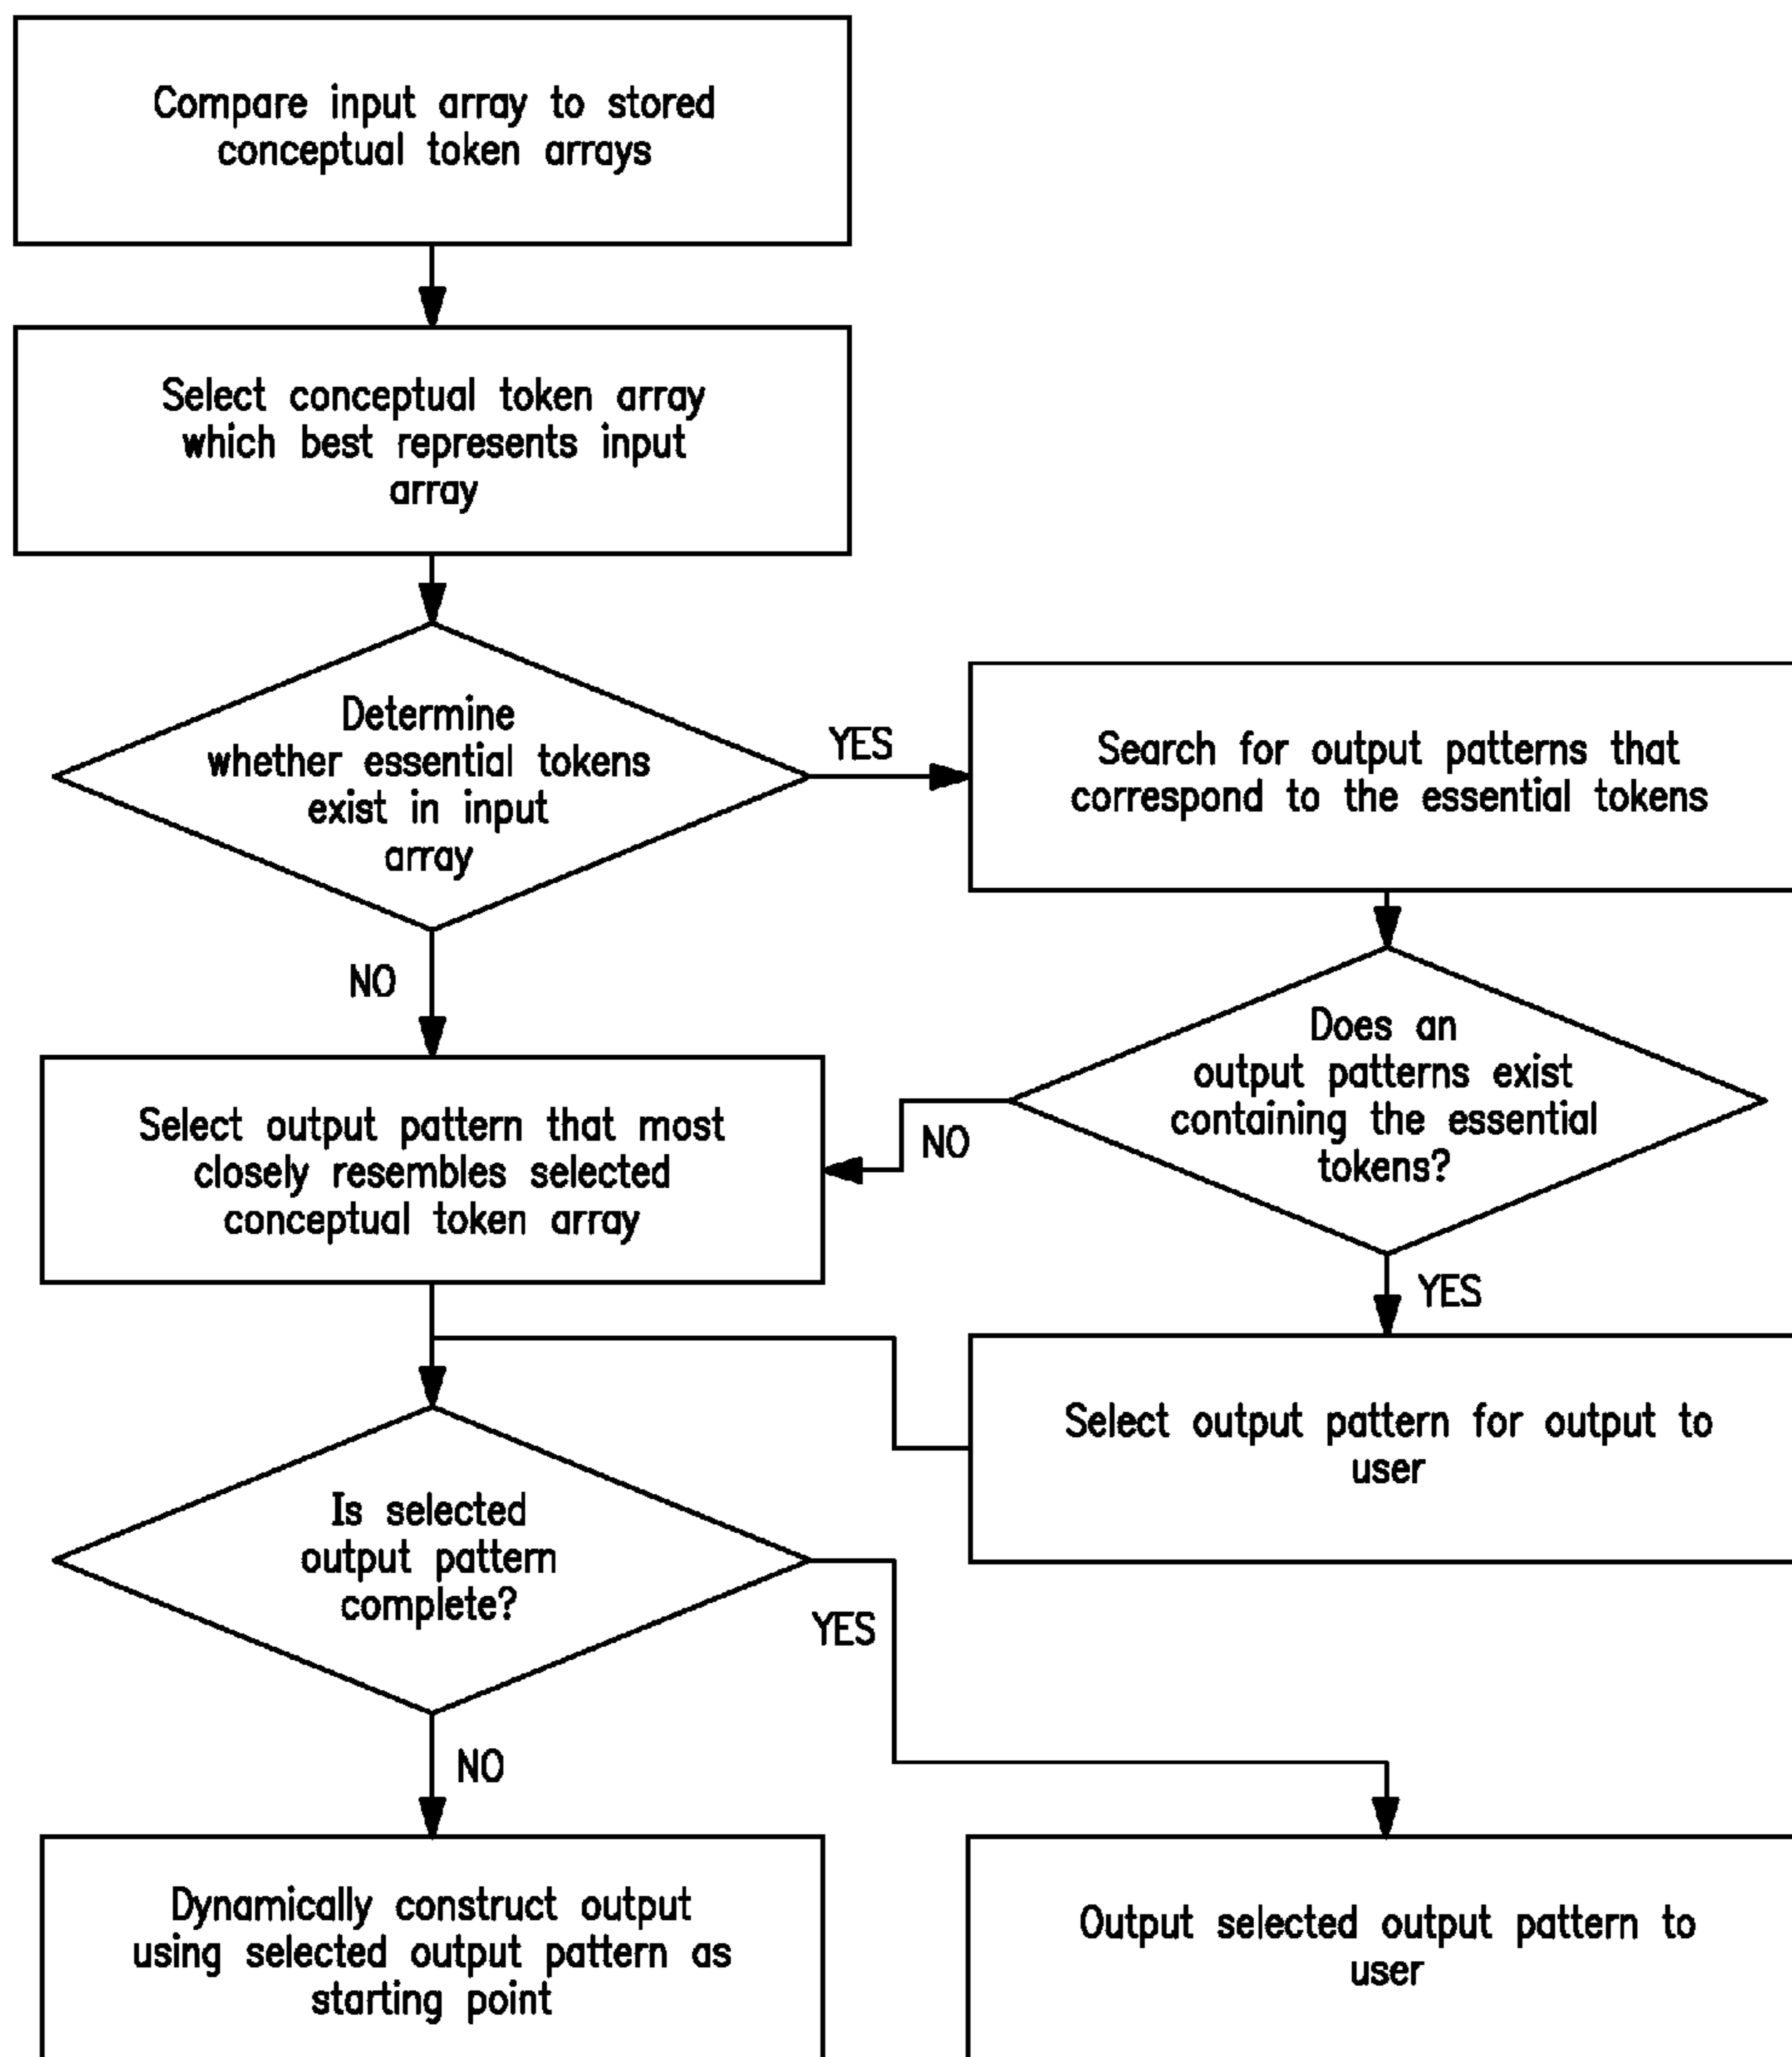 Compare input array to stored
conceptual token arrays
Select conceptual token array
which best represents input
array
Determine
whether essential tokens
exist in input
array
YES
Search for output patterns that
correspond to the essential tokens
NO
Does an
output patterns exist
containing the essential
tokens?
NO
Select output pattern that most
closely resembles selected
conceptual token array
YES
Select output pattern for output to
user
Is selected
output pattern
complete?
YES
NO
Dynamically construct output
using selected output pattern as
starting point
Output selected output pattern to
user